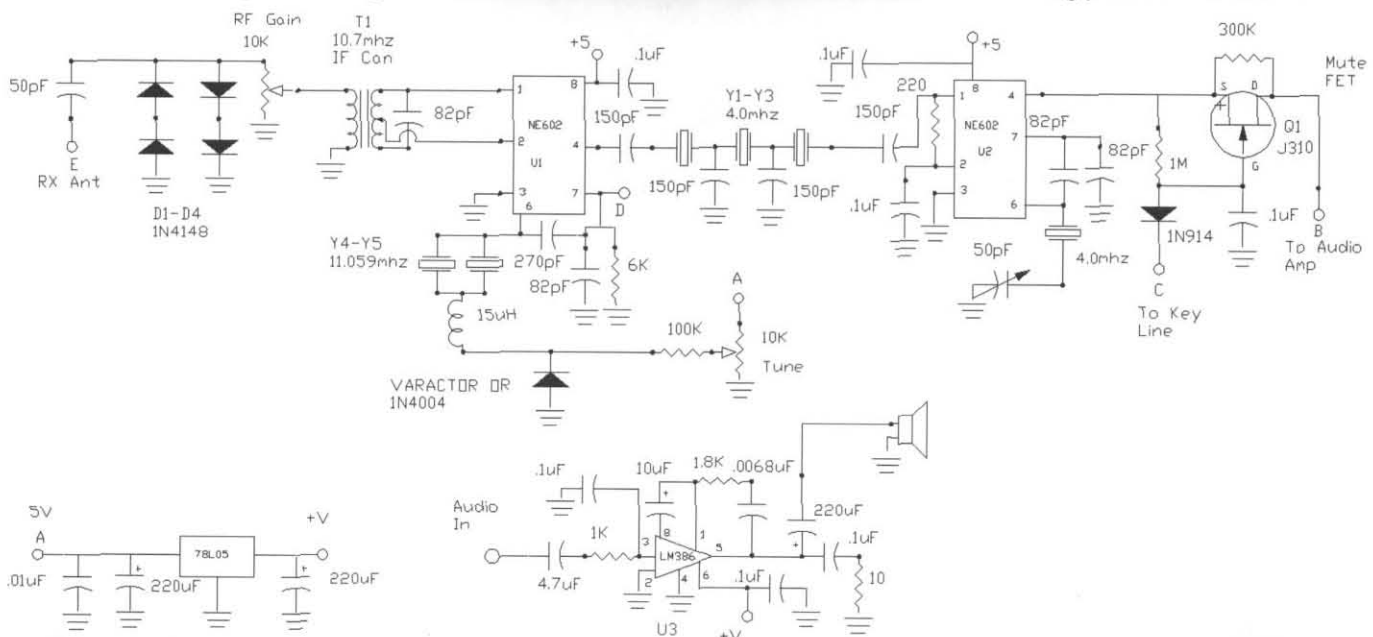 RF Gain
10K
T1
10.7mhz
IF Can
50pF
E
RX Ant
D1-D4
1N4148
82pF
1
2
3
6
8
4
7
NE602
U1
+5
.1uF
150pF
D
Y1-Y3
4.0mhz
150pF
150pF
150pF
Y4-Y5
11.059mhz
270pF
82pF
6K
15uH
100K
A
10K
Tune
VARACTOR OR
1N4004
.1uF
+5
220
1
2
3
8
4
7
6
NE602
U2
.1uF
82pF
82pF
50pF
4.0mhz
300K
Mute
FET
S
D
G
Q1
J310
1M
1N914
.1uF
C
To Key
Line
B
To Audio
Amp
5V
A
78L05
+V
.01uF
220uF
220uF
Audio
In
4.7uF
1K
.1uF
10uF
1.8K
.0068uF
3
8
1
5
LM386
2
4
6
U3
.1uF
+V
220uF
.1uF
10